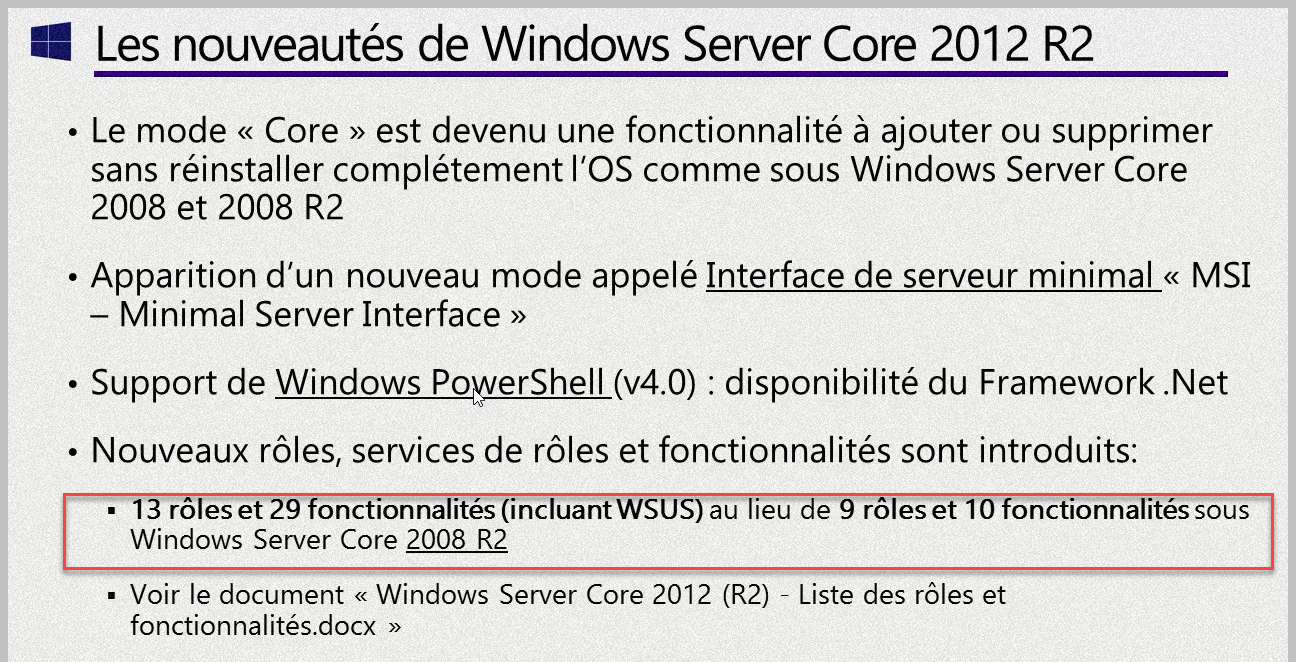 Les nouveautés de Windows Server Core 2012 R2
• Le mode « Core » est devenu une fonctionnalité à ajouter ou supprimer
sans réinstaller complétement l’OS comme sous Windows Server Core
2008 et 2008 R2
• Apparition d’un nouveau mode appelé Interface de serveur minimal « MSI
– Minimal Server Interface »
• Support de Windows PowerShell (v4.0) : disponibilité du Framework .Net
• Nouveaux rôles, services de rôles et fonctionnalités sont introduits:
▪ 13 rôles et 29 fonctionnalités (incluant WSUS) au lieu de 9 rôles et 10 fonctionnalités sous
Windows Server Core 2008 R2
▪ Voir le document « Windows Server Core 2012 (R2) - Liste des rôles et
fonctionnalités.docx »